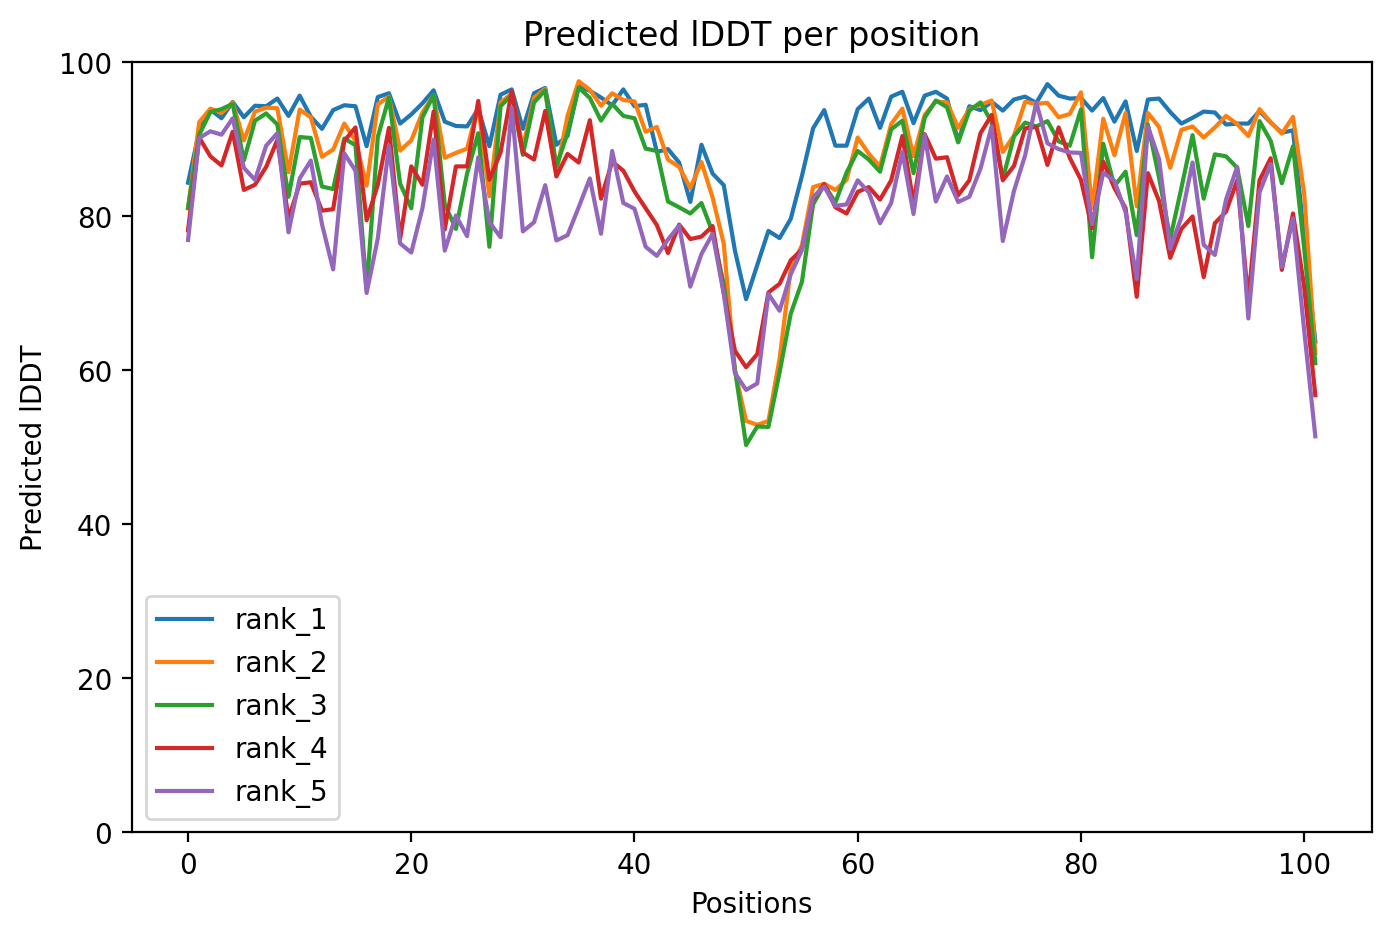 Predicted lDDT per position
100
80
60
40
20
0
Predicted lDDT
rank_1
rank_2
rank_3
rank_4
rank_5
0 20 40 60 80 100
Positions